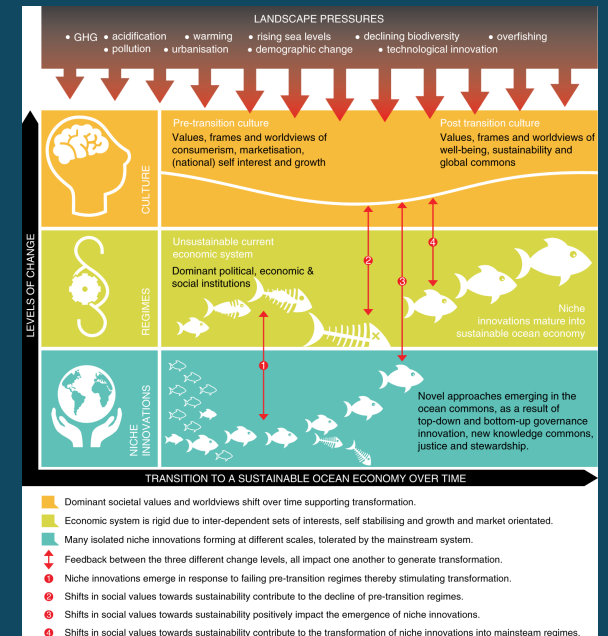 LANDSCAPE PRESSURES
• GHG • acidification • warming • rising sea levels • declining biodiversity • overfishing
• pollution • urbanisation • demographic change • technological innovation
LEVELS OF CHANGE
CULTURE
Pre-transition culture
Values, frames and worldviews of
consumerism, marketisation,
(national) self interest and growth
Post transition culture
Values, frames and worldviews of
well-being, sustainability and
global commons
REGIMES
Unsustainable current
economic system
Dominant political, economic &
social institutions
2
3
4
Niche
innovations mature into
sustainable ocean economy
NICHE
INNOVATIONS
1
Novel approaches emerging in the
ocean commons, as a result of
top-down and bottom-up governance
innovation, new knowledge commons,
justice and stewardship.
TRANSITION TO A SUSTAINABLE OCEAN ECONOMY OVER TIME
Dominant societal values and worldviews shift over time supporting transformation.
Economic system is rigid due to inter-dependent sets of interests, self stabilising and growth and market orientated.
Many isolated niche innovations forming at different scales, tolerated by the mainstream system.
Feedback between the three different change levels, all impact one another to generate transformation.
1 Niche innovations emerge in response to failing pre-transition regimes thereby stimulating transformation.
2 Shifts in social values towards sustainability contribute to the decline of pre-transition regimes.
3 Shifts in social values towards sustainability positively impact the emergence of niche innovations.
4 Shifts in social values towards sustainability contribute to the transformation of niche innovations into mainsteam regimes.